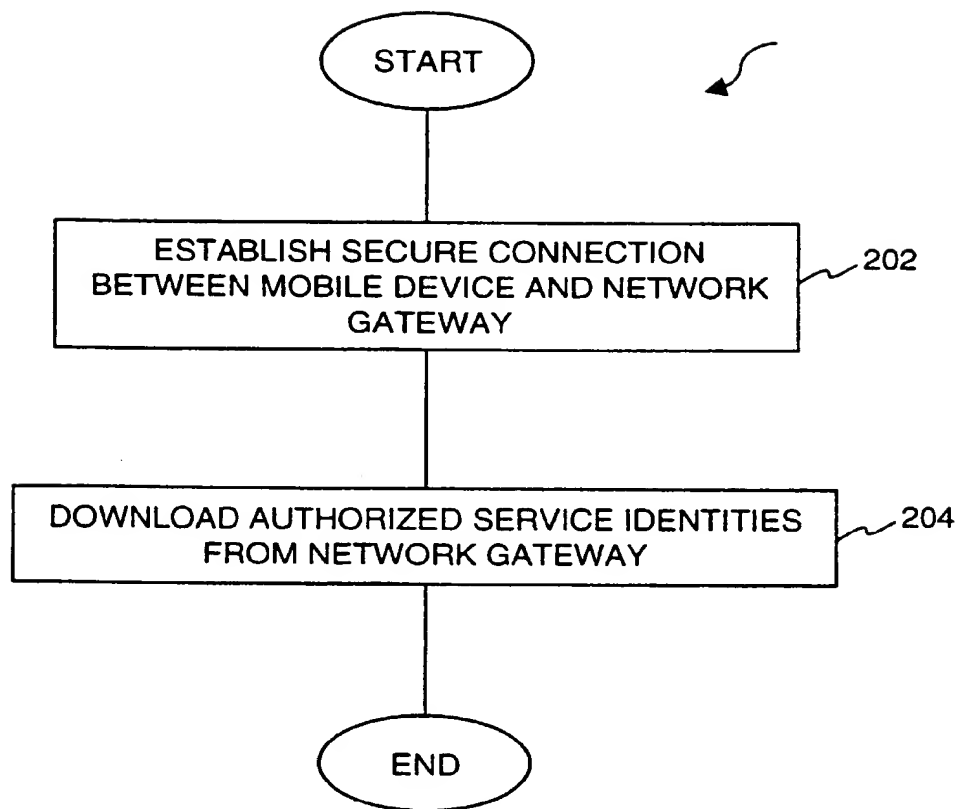 START
ESTABLISH SECURE CONNECTION
BETWEEN MOBILE DEVICE AND NETWORK
GATEWAY
202
DOWNLOAD AUTHORIZED SERVICE IDENTITIES
FROM NETWORK GATEWAY
204
END